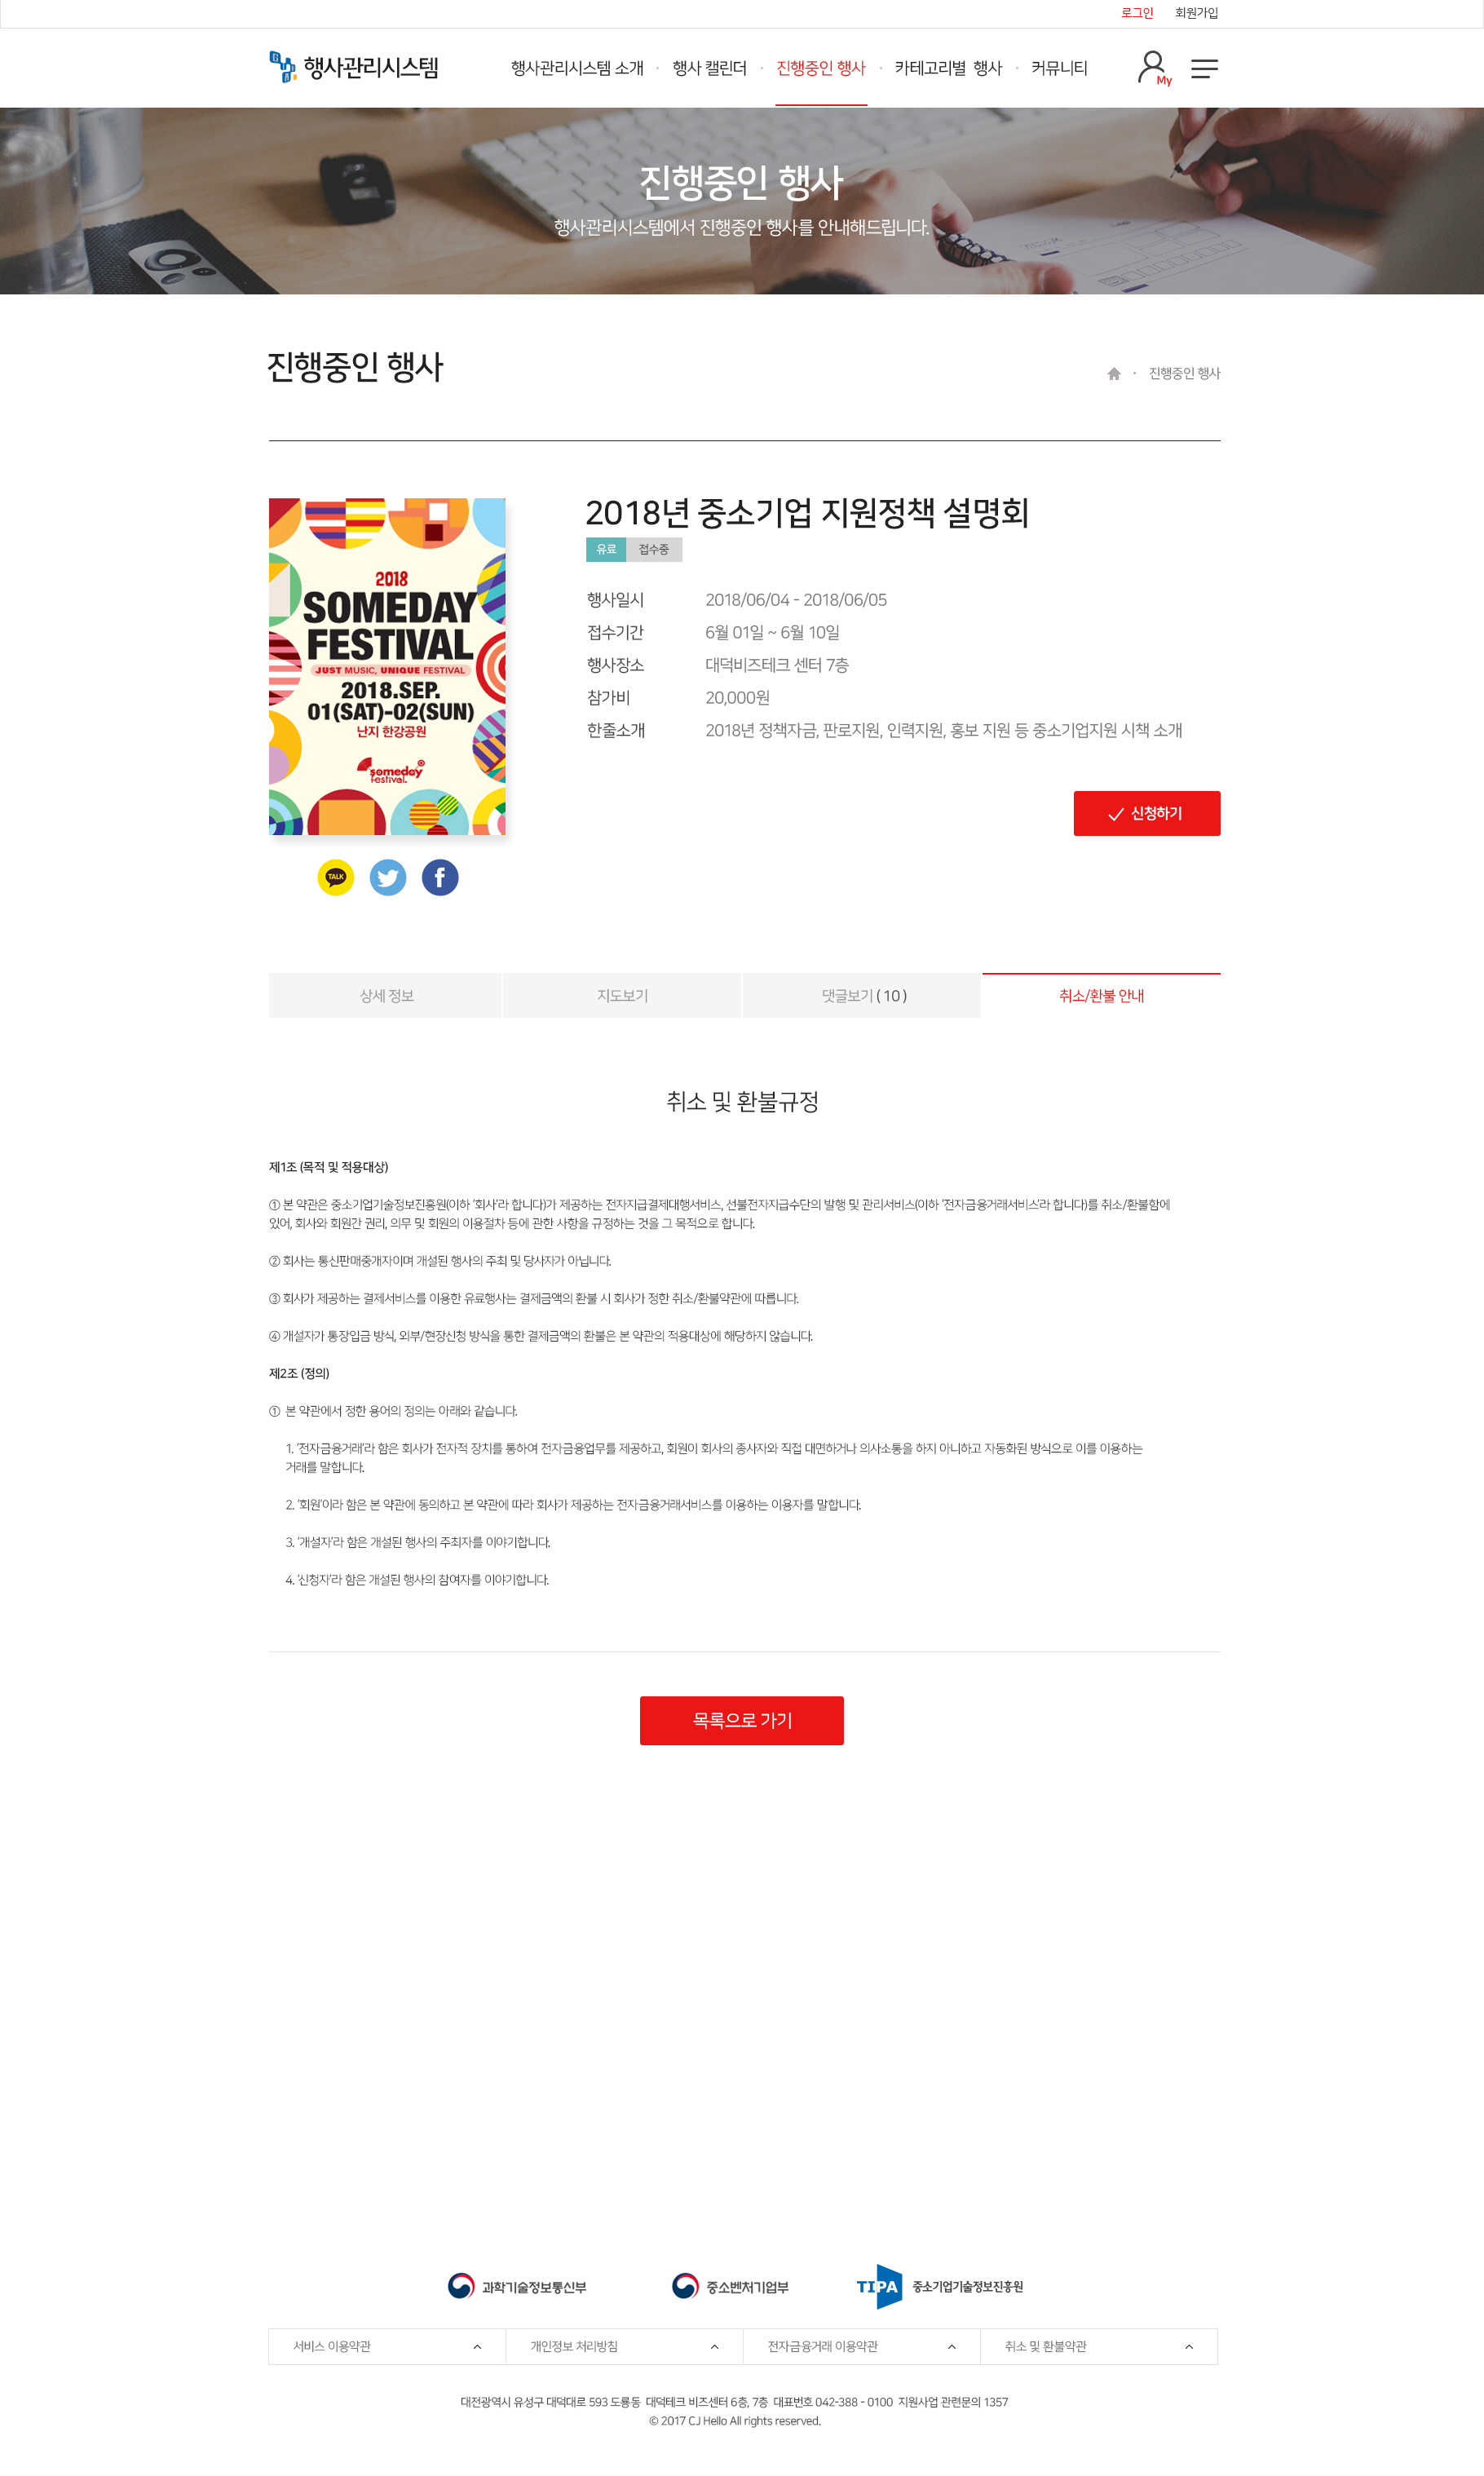 로그인 회원가입
행사관리시스템 행사관리시스템 소개 · 행사 캘린더 · 진행중인 행사 · 카테고리별 행사 · 커뮤니티 My
진행중인 행사
행사관리시스템에서 진행중인 행사를 안내해드립니다.
진행중인 행사
· 진행중인 행사
2018
SOMEDAY
FESTIVAL
JUST MUSIC, UNIQUE FESTIVAL
2018.SEP.
01(SAT)-02(SUN)
난지 한강공원
someday
festival.
TALK
2018년 중소기업 지원정책 설명회
유료 접수중
행사일시 2018/06/04 - 2018/06/05
접수기간 6월 01일 ~ 6월 10일
행사장소 대덕비즈테크 센터 7층
참가비 20,000원
한줄소개 2018년 정책자금, 판로지원, 인력지원, 홍보 지원 등 중소기업지원 시책 소개
신청하기
상세 정보 지도보기 댓글보기 ( 10 ) 취소/환불 안내
취소 및 환불규정
제1조 (목적 및 적용대상)
① 본 약관은 중소기업기술정보진흥원(이하 '회사'라 합니다)가 제공하는 전자지급결제대행서비스, 선불전자지급수단의 발행 및 관리서비스(이하 '전자금융거래서비스'라 합니다)를 취소/환불함에
있어, 회사와 회원간 권리, 의무 및 회원의 이용절차 등에 관한 사항을 규정하는 것을 그 목적으로 합니다.
② 회사는 통신판매중개자이며 개설된 행사의 주최 및 당사자가 아닙니다.
③ 회사가 제공하는 결제서비스를 이용한 유료행사는 결제금액의 환불 시 회사가 정한 취소/환불약관에 따릅니다.
④ 개설자가 통장입금 방식, 외부/현장신청 방식을 통한 결제금액의 환불은 본 약관의 적용대상에 해당하지 않습니다.
제2조 (정의)
① 본 약관에서 정한 용어의 정의는 아래와 같습니다.
1. '전자금융거래'라 함은 회사가 전자적 장치를 통하여 전자금융업무를 제공하고, 회원이 회사의 종사자와 직접 대면하거나 의사소통을 하지 아니하고 자동화된 방식으로 이를 이용하는
거래를 말합니다.
2. '회원'이라 함은 본 약관에 동의하고 본 약관에 따라 회사가 제공하는 전자금융거래서비스를 이용하는 이용자를 말합니다.
3. '개설자'라 함은 개설된 행사의 주최자를 이야기합니다.
4. '신청자'라 함은 개설된 행사의 참여자를 이야기합니다.
목록으로 가기
과학기술정보통신부 중소벤처기업부 TIPA 중소기업기술정보진흥원
서비스 이용약관 개인정보 처리방침 전자금융거래 이용약관 취소 및 환불약관
대전광역시 유성구 대덕대로 593 도룡동 대덕테크 비즈센터 6층, 7층 대표번호 042-388 - 0100 지원사업 관련문의 1357
© 2017 CJ Hello All rights reserved.